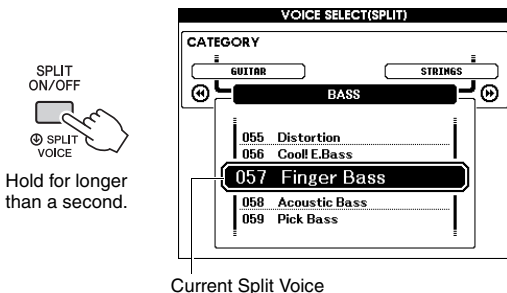 VOICE SELECT(SPLIT)
CATEGORY
GUITAR
STRINGS
BASS
055 Distortion
056 Cool! E.Bass
057 Finger Bass
058 Acoustic Bass
059 Pick Bass
SPLIT
ON/OFF
SPLIT
VOICE
Hold for longer
than a second.
Current Split Voice